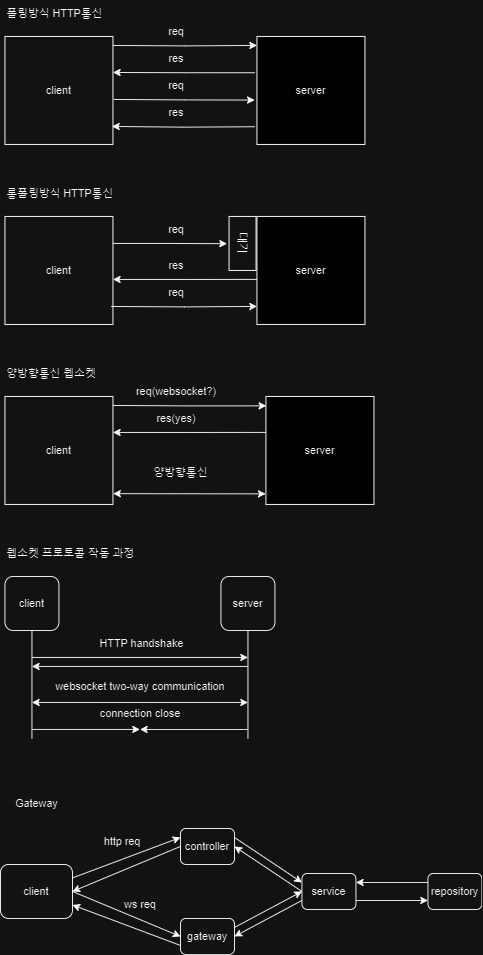 폴링방식 HTTP통신
req
res
client
req
server
res
롱폴링방식 HTTP통신
req
대기
client
res
server
req
양방향통신 웹소켓
req(websocket?)
res(yes)
client
server
양방향통신
웹소켓 프로토콜 작동 과정
client
server
HTTP handshake
websocket two-way communication
connection close
Gateway
http req
controller
client
service
repository
ws req
gateway